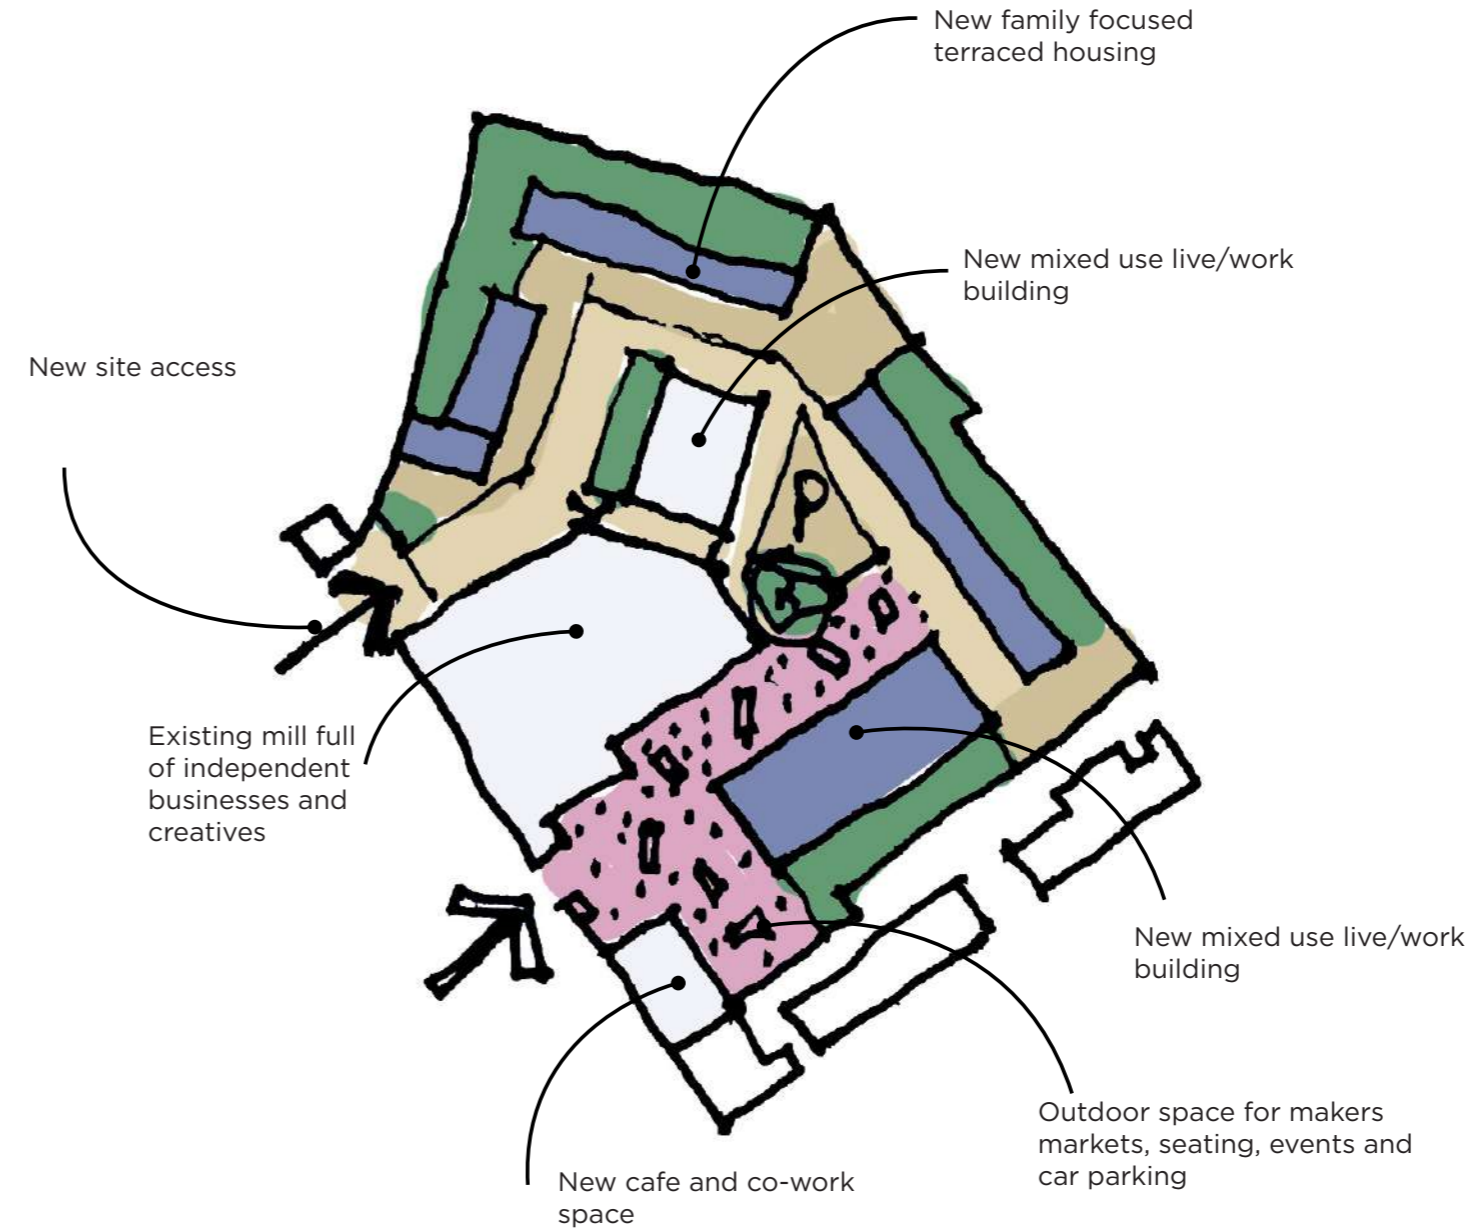 New family focused
terraced housing
New mixed use live/work
building
New site access
P
Existing mill full
of independent
businesses and
creatives
New mixed use live/work
building
Outdoor space for makers
markets, seating, events and
car parking
New cafe and co-work
space